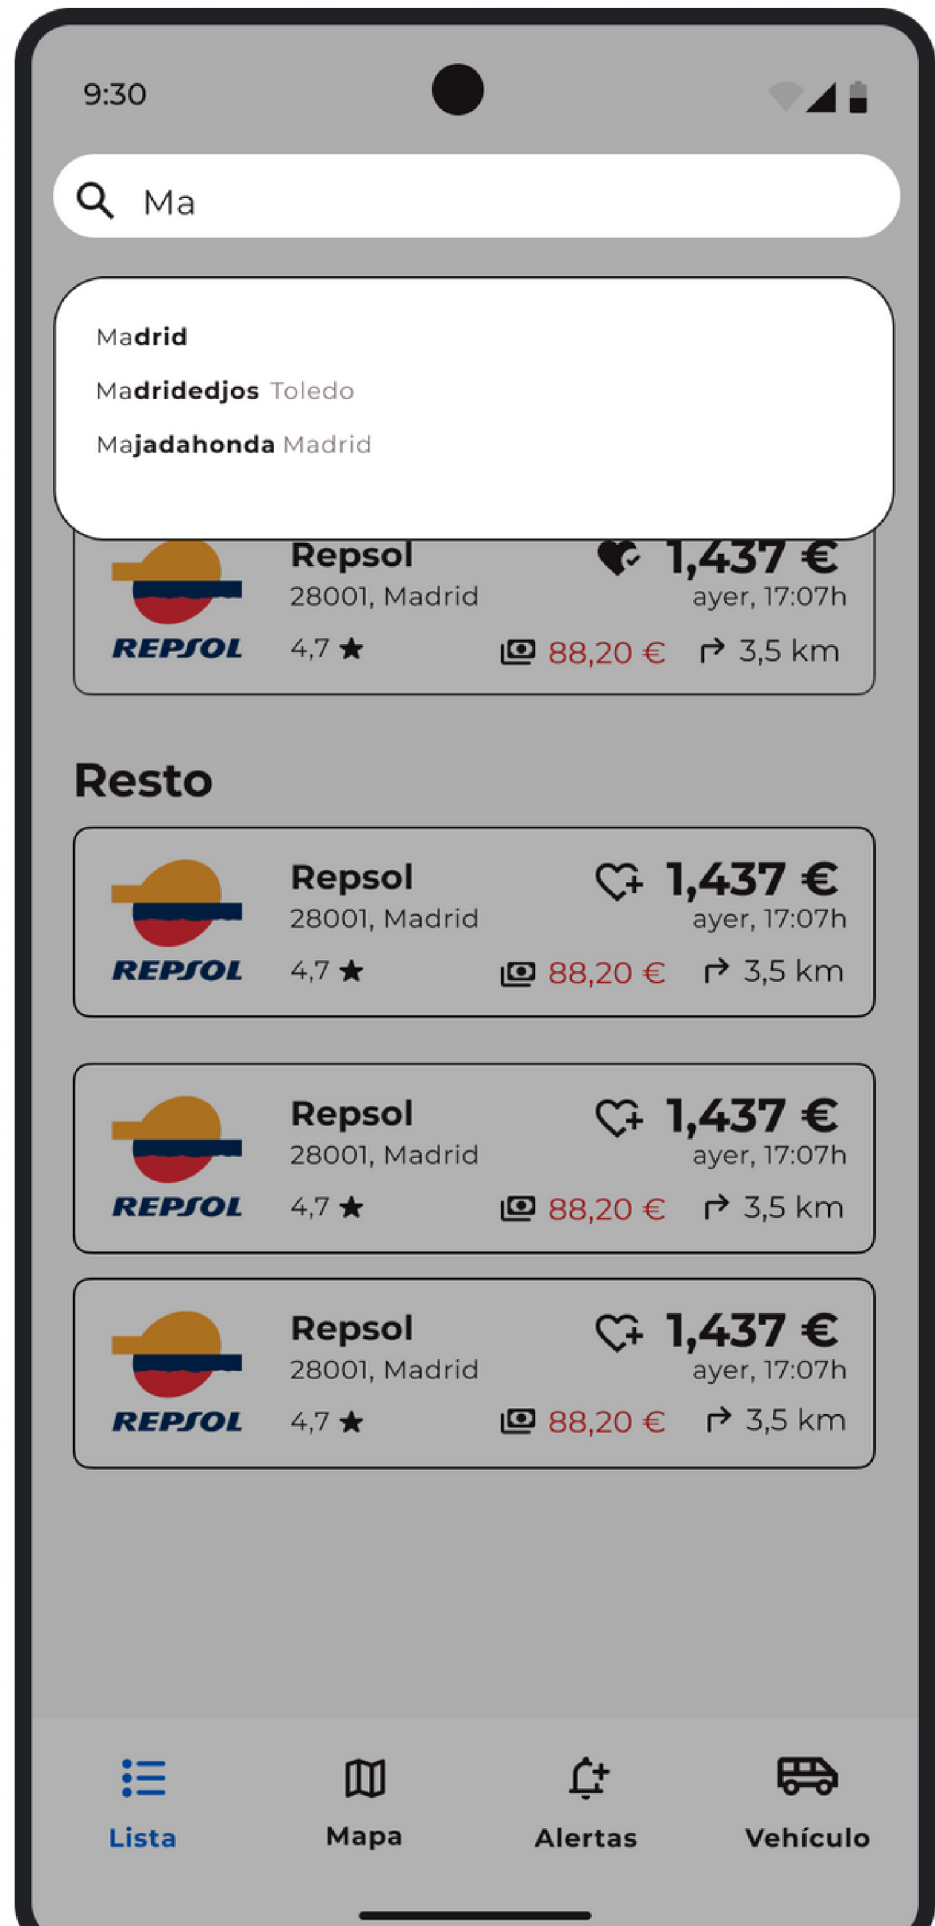 9:30
Ma
Madrid
Madridedjos Toledo
Majadahonda Madrid
Repsol 1,437 €
28001, Madrid ayer, 17:07h
REPSOL 4,7 ★ 88,20 € 3,5 km
Resto
Repsol 1,437 €
28001, Madrid ayer, 17:07h
REPSOL 4,7 ★ 88,20 € 3,5 km
Repsol 1,437 €
28001, Madrid ayer, 17:07h
REPSOL 4,7 ★ 88,20 € 3,5 km
Repsol 1,437 €
28001, Madrid ayer, 17:07h
REPSOL 4,7 ★ 88,20 € 3,5 km
Lista Mapa Alertas Vehículo